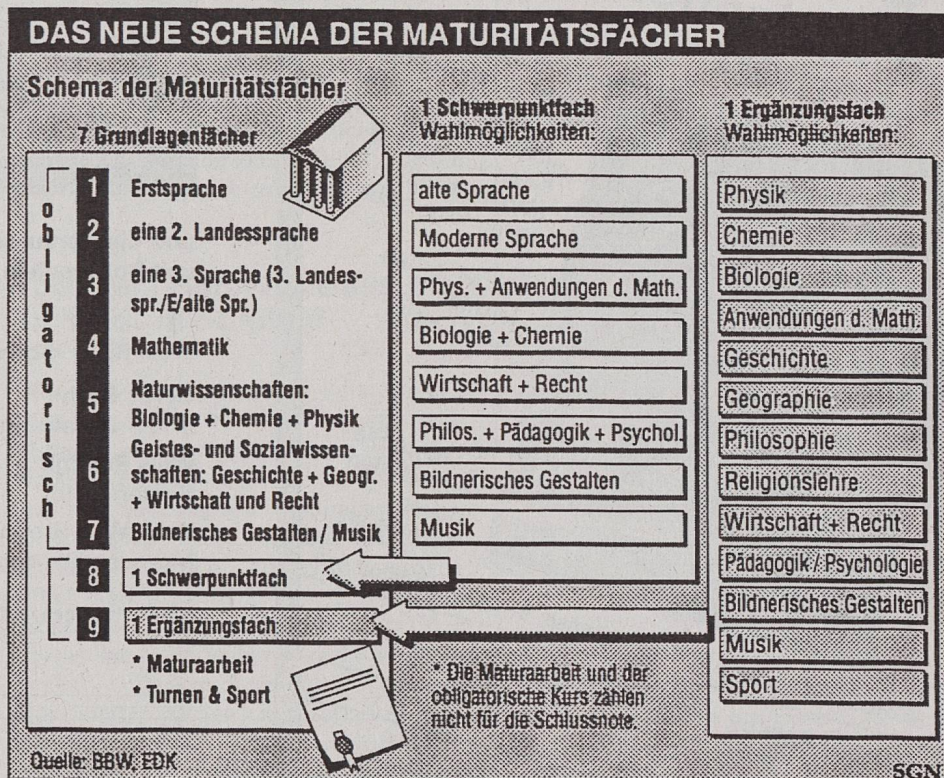 DAS NEUE SCHEMA DER MATURITÄTSFÄCHER
Schema der Maturitätsfächer
7 Grundlagenfächer
obligatorisch
1 Erstsprache
2 eine 2. Landessprache
3 eine 3. Sprache (3. Landes-
spr./E/alte Spr.)
4 Mathematik
5 Naturwissenschaften:
Biologie + Chemie + Physik
6 Geistes- und Sozialwissen-
schaften: Geschichte + Geogr.
+ Wirtschaft und Recht
7 Bildnerisches Gestalten / Musik
8 1 Schwerpunktfach
9 1 Ergänzungsfach
* Maturaarbeit
* Turnen & Sport
1 Schwerpunktfach
Wahlmöglichkeiten:
alte Sprache
Moderne Sprache
Phys. + Anwendungen d. Math.
Biologie + Chemie
Wirtschaft + Recht
Philos. + Pädagogik + Psychol.
Bildnerisches Gestalten
Musik
* Die Maturaarbeit und der
obligatorische Kurs zählen
nicht für die Schlussnote.
1 Ergänzungsfach
Wahlmöglichkeiten:
Physik
Chemie
Biologie
Anwendungen d. Math.
Geschichte
Geographie
Philosophie
Religionslehre
Wirtschaft + Recht
Pädagogik / Psychologie
Bildnerisches Gestalten
Musik
Sport
Quelle: BBW, EDK
SGN